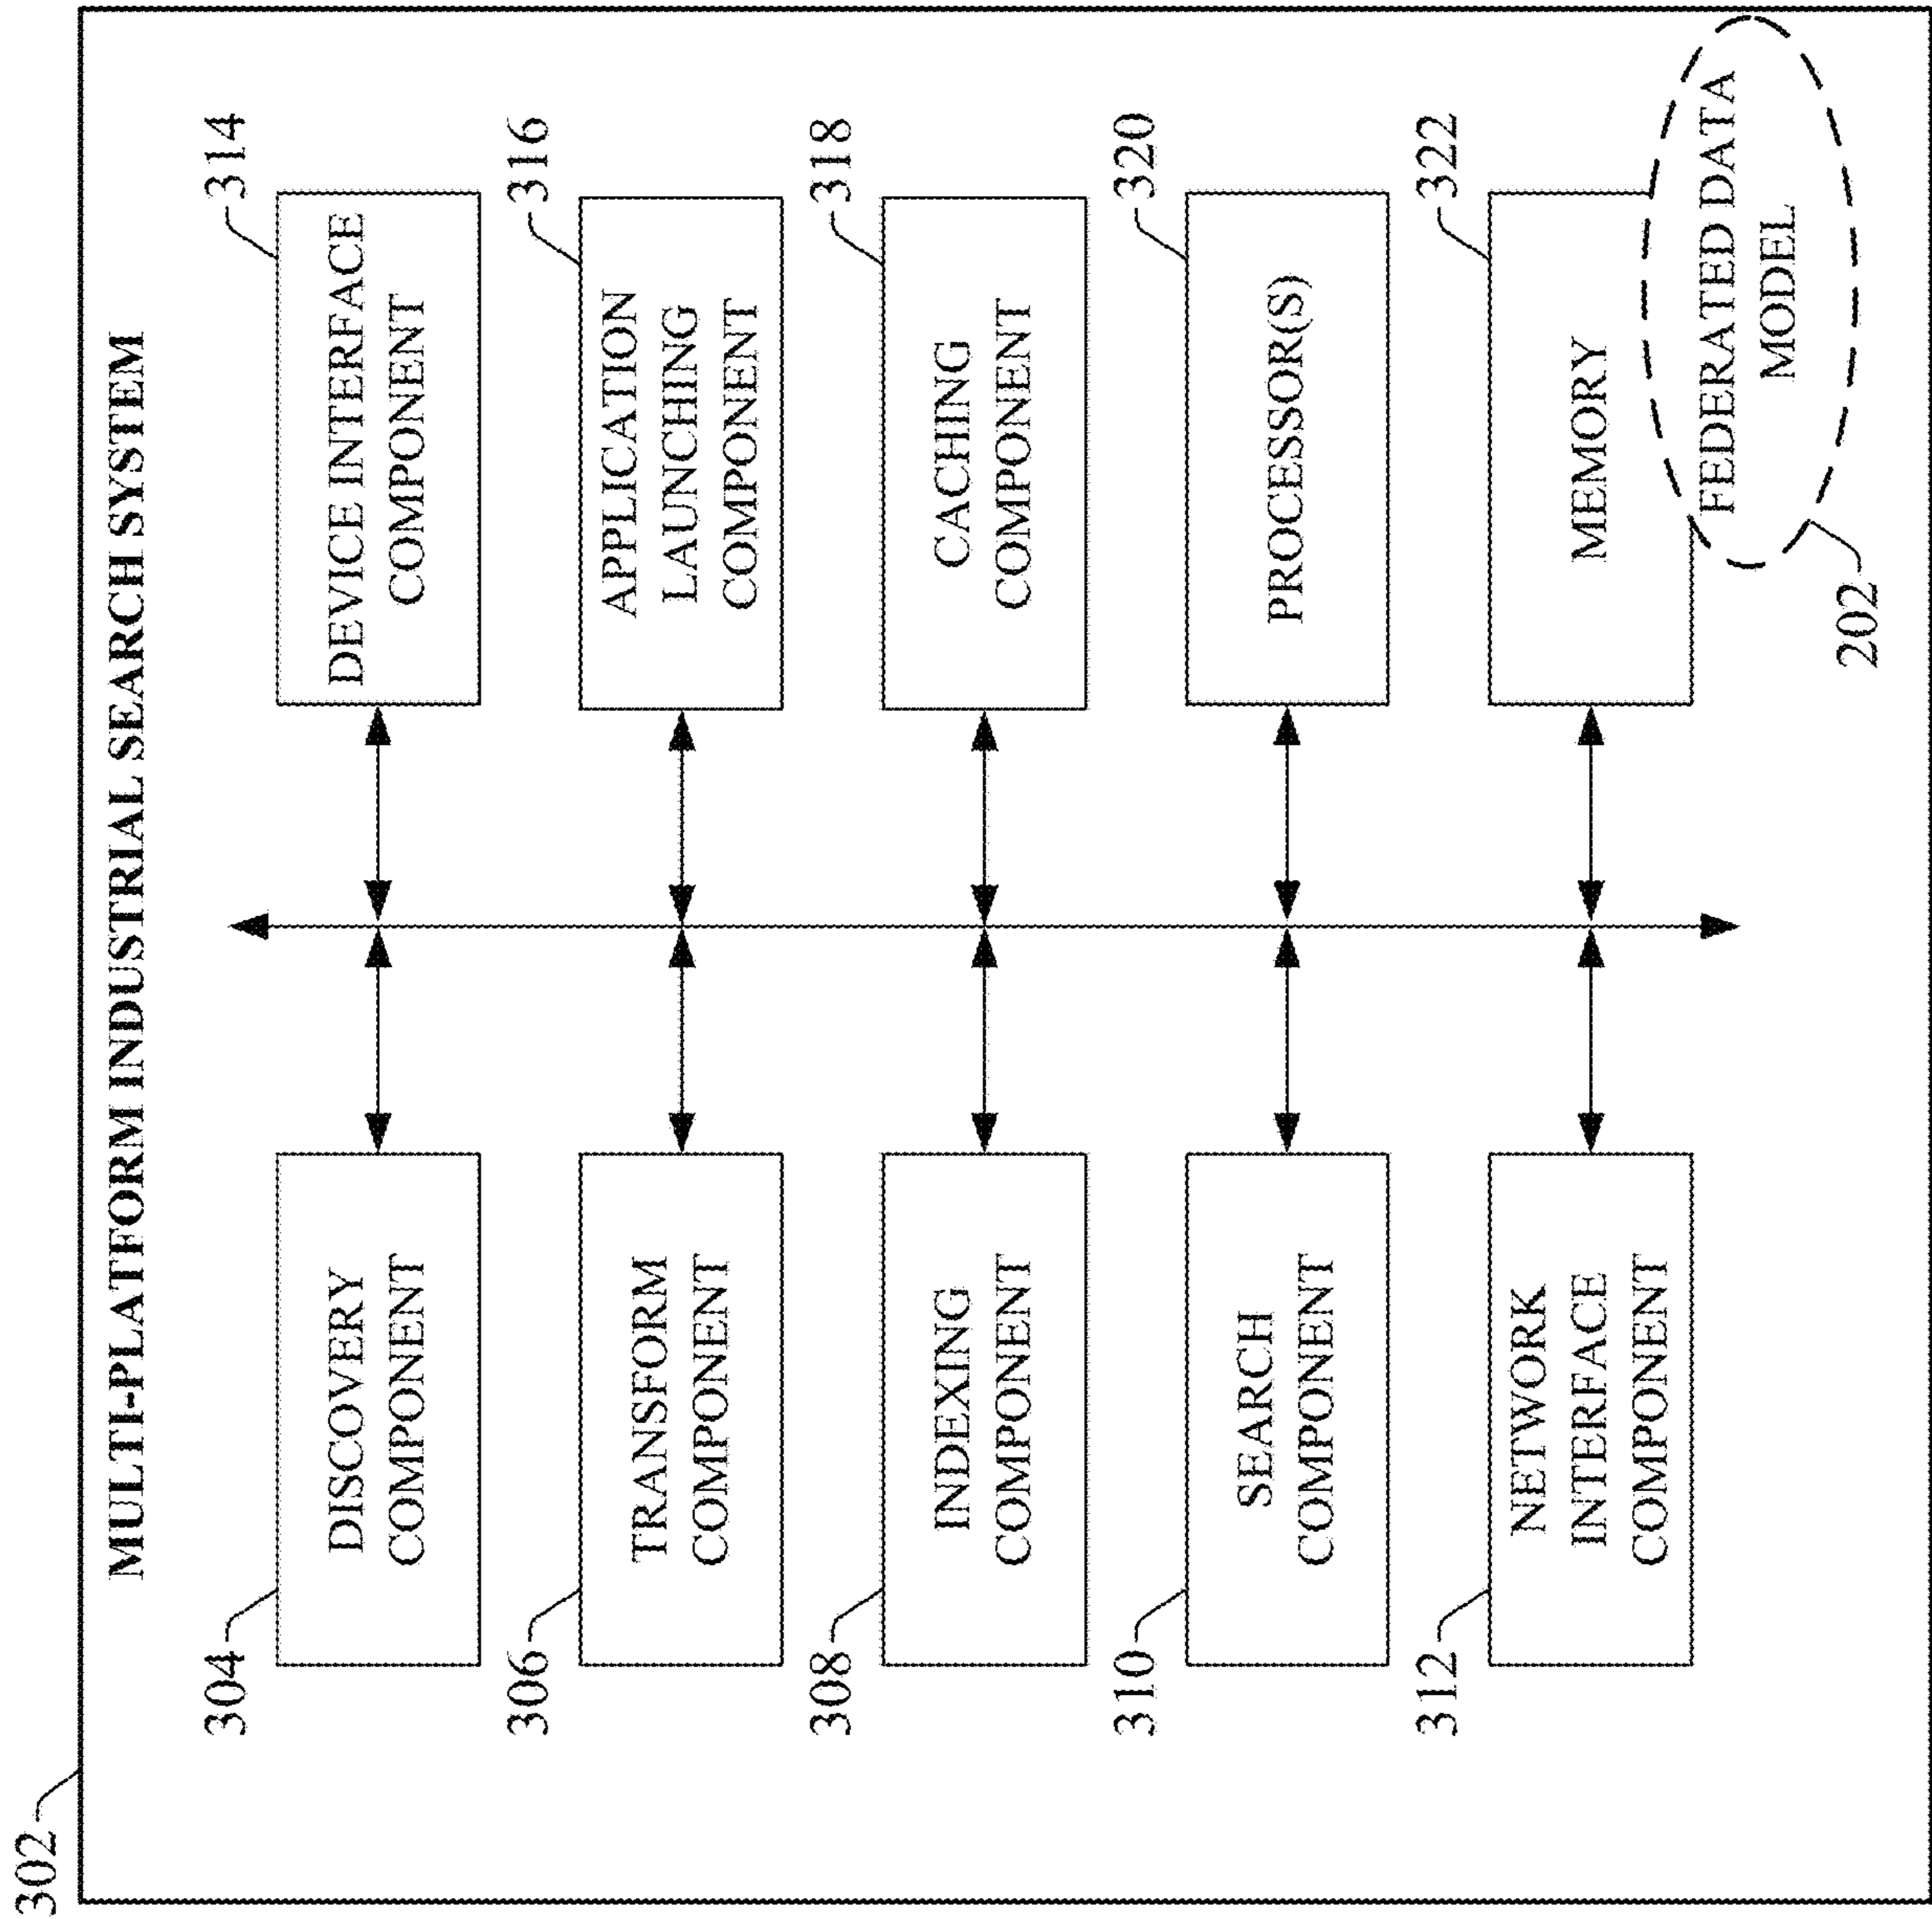 302
MULTI-PLATFORM INDUSTRIAL SEARCH SYSTEM
304
DISCOVERY
COMPONENT
306
TRANSFORM
COMPONENT
308
INDEXING
COMPONENT
310
SEARCH
COMPONENT
312
NETWORK
INTERFACE
COMPONENT
314
DEVICE INTERFACE
COMPONENT
316
APPLICATION
LAUNCHING
COMPONENT
318
CACHING
COMPONENT
320
PROCESSOR(S)
322
MEMORY
FEDERATED DATA
MODEL
202